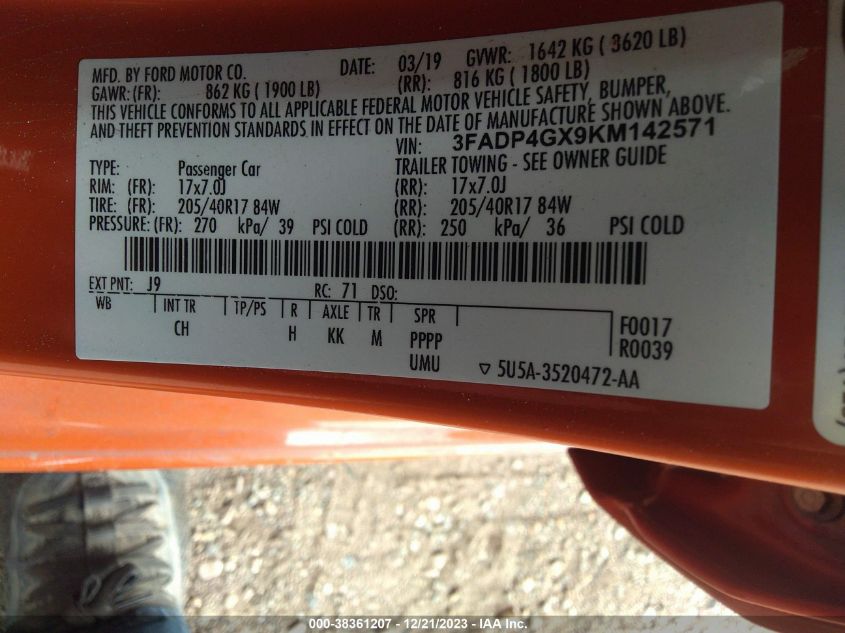 MFD. BY FORD MOTOR CO. DATE: 03/19 GVWR: 1642 KG ( 3620 LB)
GAWR: (FR): 862 KG ( 1900 LB) (RR): 816 KG ( 1800 LB)
THIS VEHICLE CONFORMS TO ALL APPLICABLE FEDERAL MOTOR VEHICLE SAFETY, BUMPER,
AND THEFT PREVENTION STANDARDS IN EFFECT ON THE DATE OF MANUFACTURE SHOWN ABOVE.
VIN: 3FADP4GX9KM142571
TYPE: Passenger Car TRAILER TOWING - SEE OWNER GUIDE
RIM: (FR): 17x7.0J (RR): 17x7.0J
TIRE: (FR): 205/40R17 84W (RR): 205/40R17 84W
PRESSURE: (FR): 270 kPa/ 39 PSI COLD (RR): 250 kPa/ 36 PSI COLD
EXT PNT: J9 RC: 71 DSO:
WB INT TR TP/PS R AXLE TR SPR F0017
CH H KK M PPPP R0039
UMU ▽ 5U5A-3520472-AA
000-38361207 - 12/21/2023 - IAA Inc.